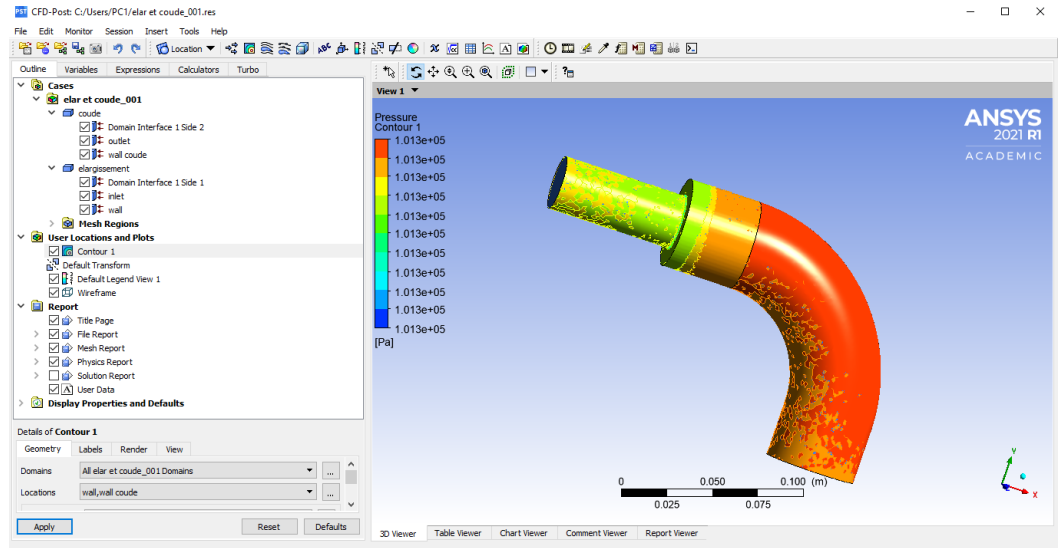 CFD-Post: C:/Users/PC1/elar et coude_001.res
File Edit Monitor Session Insert Tools Help
Location
Outline Variables Expressions Calculators Turbo
Cases
elar et coude_001
coude
Domain Interface 1 Side 2
outlet
wall coude
elargissement
Domain Interface 1 Side 1
inlet
wall
Mesh Regions
User Locations and Plots
Contour 1
Default Transform
Default Legend View 1
Wireframe
Report
Title Page
File Report
Mesh Report
Physics Report
Solution Report
User Data
Display Properties and Defaults
Details of Contour 1
Geometry Labels Render View
Domains All elar et coude_001 Domains ...
Locations wall,wall coude ...
Apply Reset Defaults
View 1
Pressure
Contour 1
1.013e+05
1.013e+05
1.013e+05
1.013e+05
1.013e+05
1.013e+05
1.013e+05
1.013e+05
1.013e+05
1.013e+05
1.013e+05
[Pa]
ANSYS
2021 R1
ACADEMIC
0 0.050 0.100 (m)
0.025 0.075
Y
X
3D Viewer Table Viewer Chart Viewer Comment Viewer Report Viewer